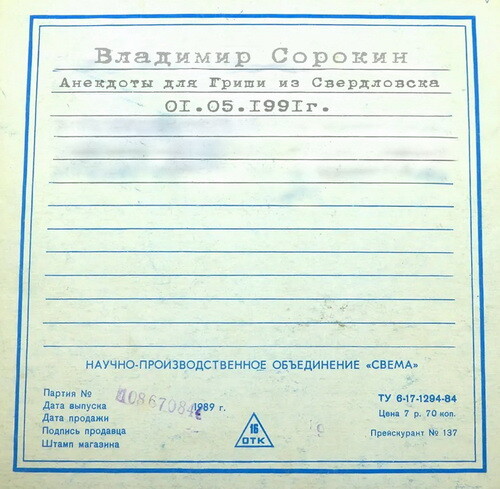 Владимир Сорокин
Анекдоты для Гриши из Свердловска
01.05.1991г.
НАУЧНО-ПРОИЗВОДСТВЕННОЕ ОБЪЕДИНЕНИЕ «СВЕМА»
Партия №
Дата выпуска 1989 г.
Дата продажи
Подпись продавца
Штамп магазина
16
ОТК
ТУ 6-17-1294-84
Цена 7 р. 70 коп.
Прейскурант № 137